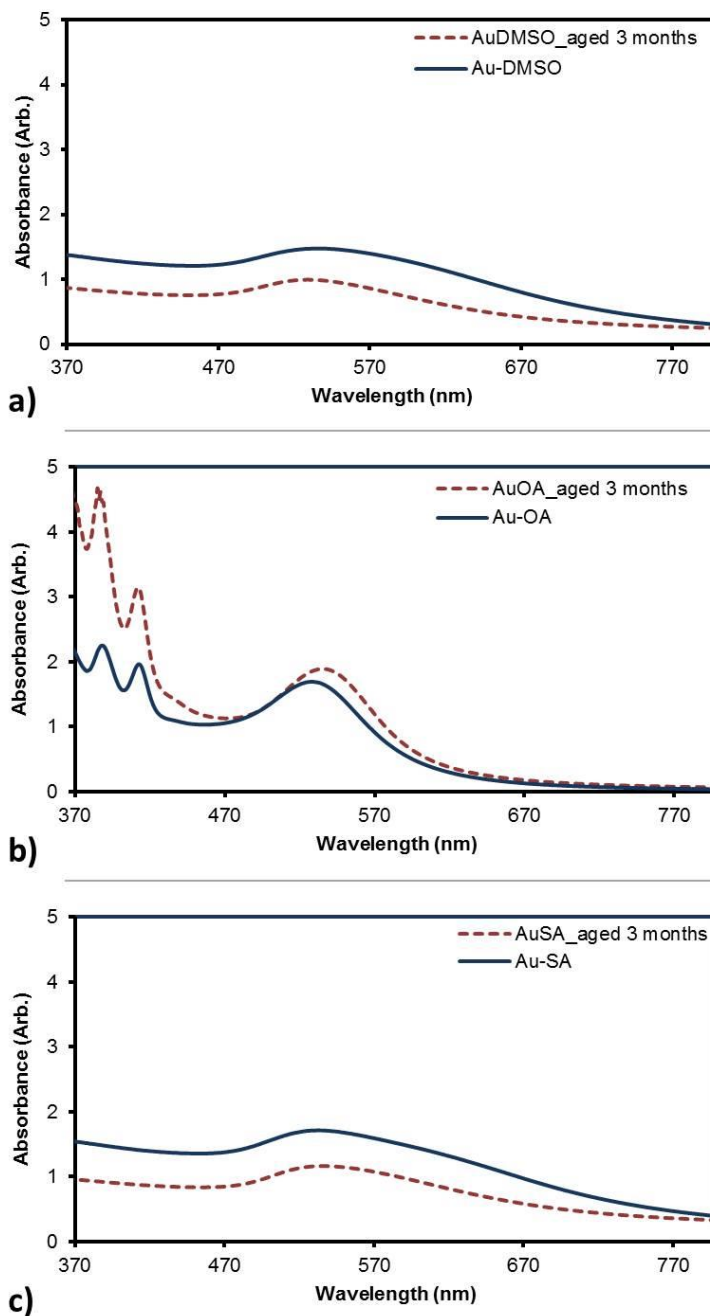 AuDMSO_aged 3 months
Au-DMSO
Absorbance (Arb.)
5
4
3
2
1
0
370 470 570 670 770
Wavelength (nm)
a)
AuOA_aged 3 months
Au-OA
Absorbance (Arb.)
5
4
3
2
1
0
370 470 570 670 770
Wavelength (nm)
b)
AuSA_aged 3 months
Au-SA
Absorbance (Arb.)
5
4
3
2
1
0
370 470 570 670 770
Wavelength (nm)
c)